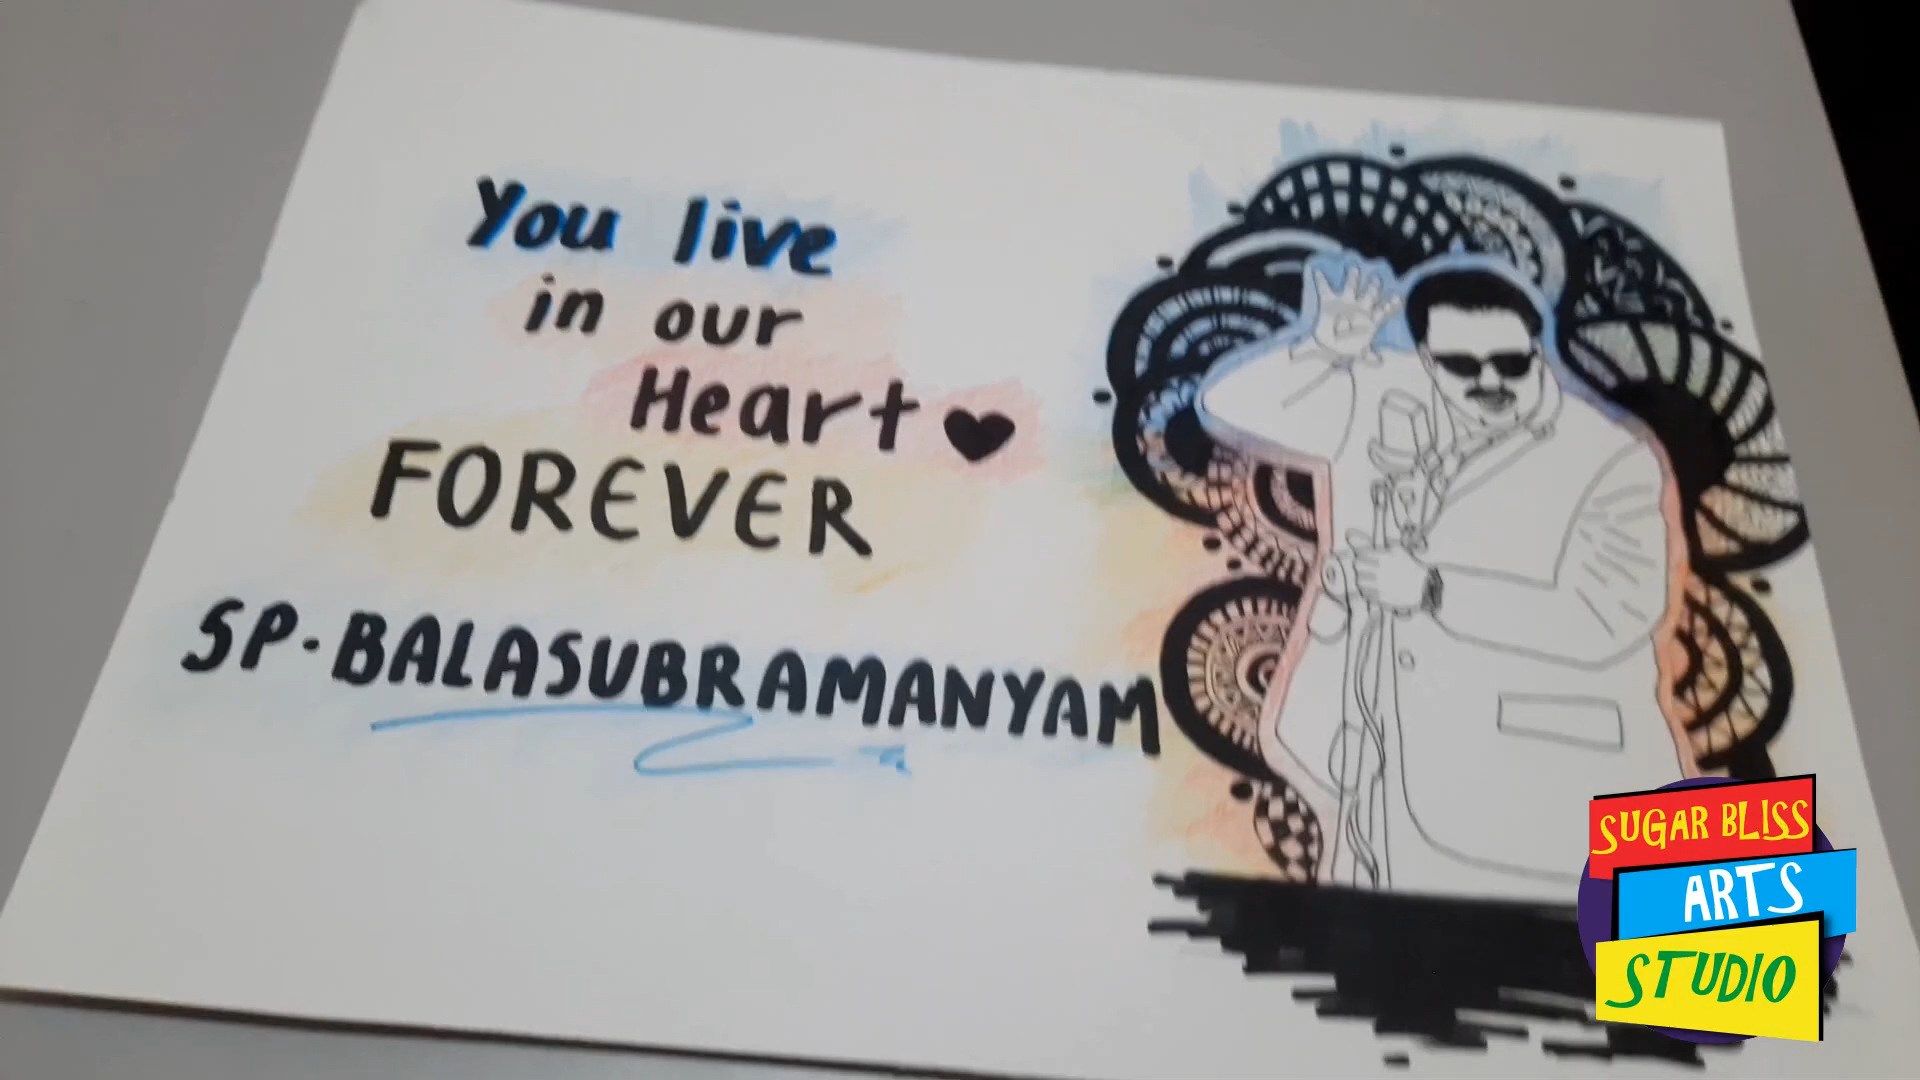 You live
in our
Heart
FOREVER
SP. BALASUBRAMANYAM
SUGAR BLISS
ARTS
STUDIO